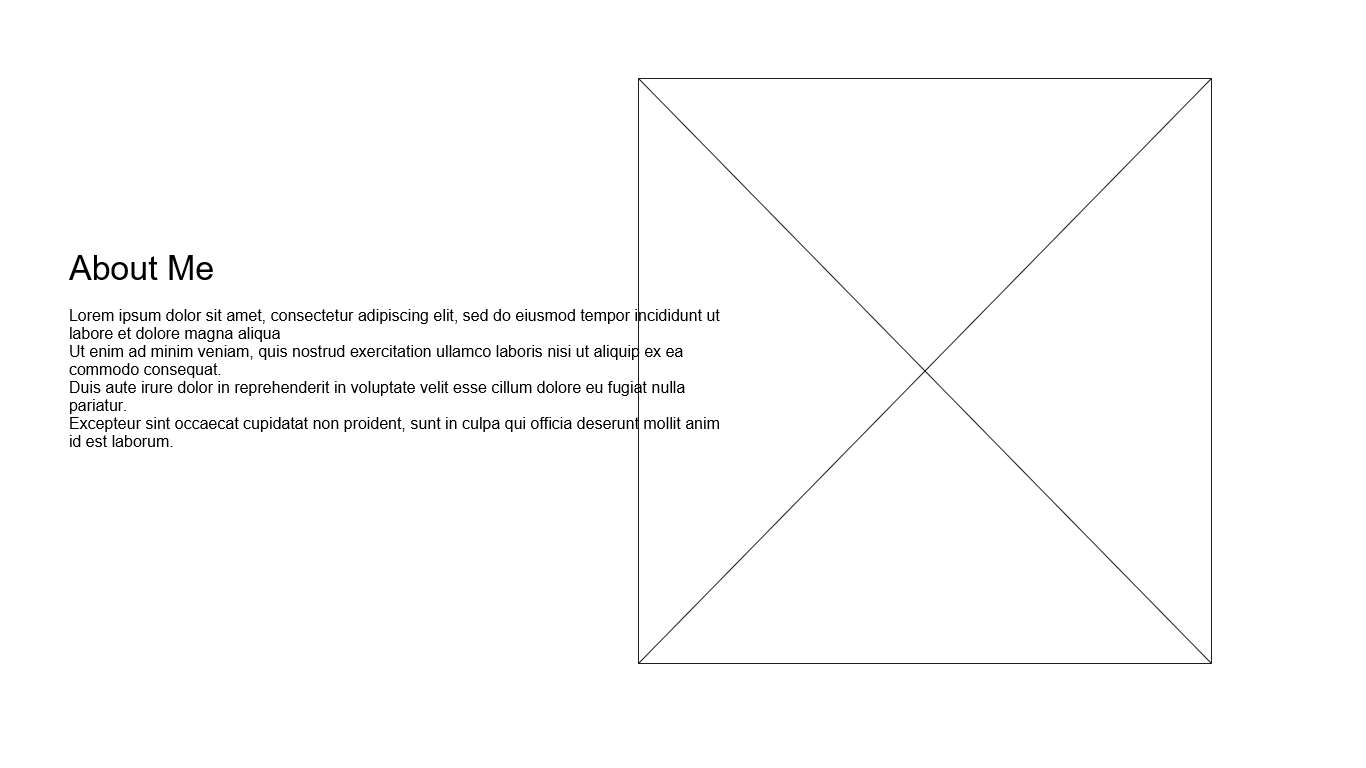 About Me
Lorem ipsum dolor sit amet, consectetur adipiscing elit, sed do eiusmod tempor incididunt ut
labore et dolore magna aliqua
Ut enim ad minim veniam, quis nostrud exercitation ullamco laboris nisi ut aliquip ex ea
commodo consequat.
Duis aute irure dolor in reprehenderit in voluptate velit esse cillum dolore eu fugiat nulla
pariatur.
Excepteur sint occaecat cupidatat non proident, sunt in culpa qui officia deserunt mollit anim
id est laborum.